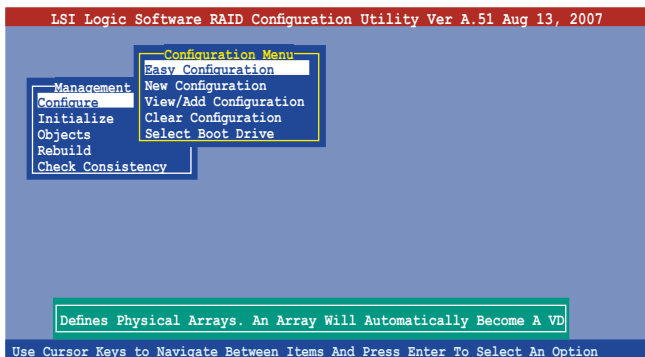 LSI Logic Software RAID Configuration Utility Ver A.51 Aug 13, 2007
Configuration Menu
Easy Configuration
New Configuration
View/Add Configuration
Clear Configuration
Select Boot Drive
Management
Configure
Initialize
Objects
Rebuild
Check Consistency
Defines Physical Arrays. An Array Will Automatically Become A VD
Use Cursor Keys to Navigate Between Items And Press Enter To Select An Option